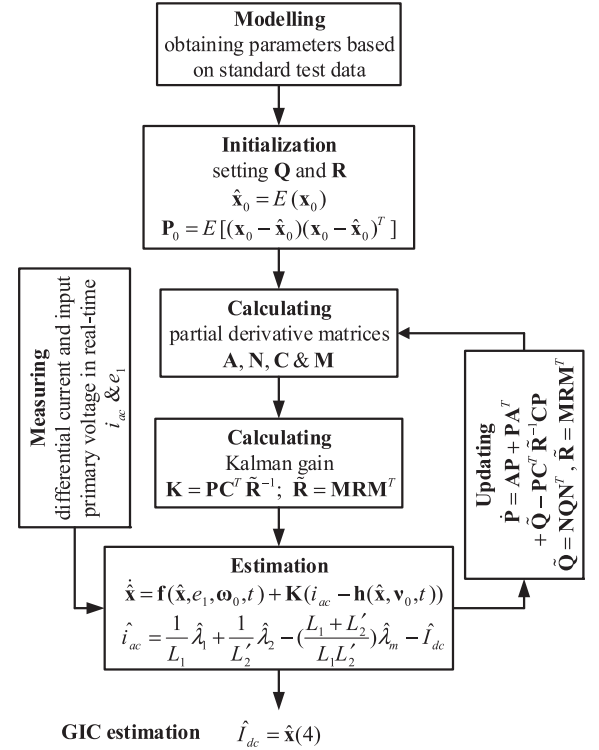 Modelling
obtaining parameters based
on standard test data
Initialization
setting Q and R
x̂₀ = E(x₀)
P₀ = E[(x₀ − x̂₀)(x₀ − x̂₀)ᵀ]
Measuring
differential current and input
primary voltage in real-time
i_ac & e₁
Calculating
partial derivative matrices
A, N, C & M
Calculating
Kalman gain
K = PCᵀ R̃⁻¹; R̃ = MRMᵀ
Estimation
x̂̇ = f(x̂,e₁,ω₀,t) + K(i_ac − h(x̂,ν₀,t))
î_ac = 1/L₁ λ̂₁ + 1/L₂′ λ̂₂ − ((L₁ + L₂′)/(L₁L₂′))λ̂_m − Î_dc
Updating
Ṗ = AP + PAᵀ
+ Q̃ − PCᵀR̃⁻¹CP
Q̃ = NQNᵀ, R̃ = MRMᵀ
GIC estimation Î_dc = x̂(4)